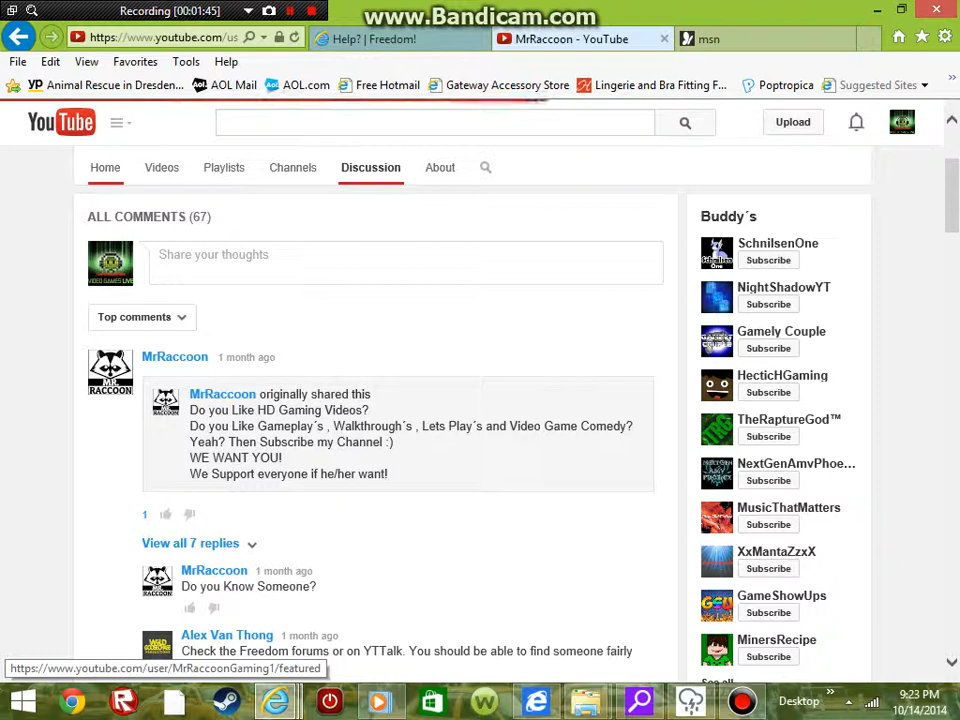 Recording [00:01:45]
www.Bandicam.com
https://www.youtube.com/us
Help? | Freedom!
MrRaccoon - YouTube
msn
File Edit View Favorites Tools Help
Animal Rescue in Dresden,...
AOL Mail
AOL.com
Free Hotmail
Gateway Accessory Store
Lingerie and Bra Fitting F...
Poptropica
Suggested Sites
YouTube
Upload
Home Videos Playlists Channels Discussion About
ALL COMMENTS (67)
Share your thoughts
Top comments
MR. RACCOON
MrRaccoon 1 month ago
MrRaccoon originally shared this
Do you Like HD Gaming Videos?
Do you Like Gameplay´s , Walkthrough´s , Lets Play´s and Video Game Comedy?
Yeah? Then Subscribe my Channel :)
WE WANT YOU!
We Support everyone if he/her want!
1
View all 7 replies
MrRaccoon 1 month ago
Do you Know Someone?
Alex Van Thong 1 month ago
Check the Freedom forums or on YTTalk. You should be able to find someone fairly
Buddy´s
SchnilsenOne
Subscribe
NightShadowYT
Subscribe
Gamely Couple
Subscribe
HecticHGaming
Subscribe
TheRaptureGod™
Subscribe
NextGenAmvPhoe...
Subscribe
MusicThatMatters
Subscribe
XxMantaZzxX
Subscribe
GameShowUps
Subscribe
MinersRecipe
Subscribe
https://www.youtube.com/user/MrRaccoonGaming1/featured
Desktop
9:23 PM
10/14/2014